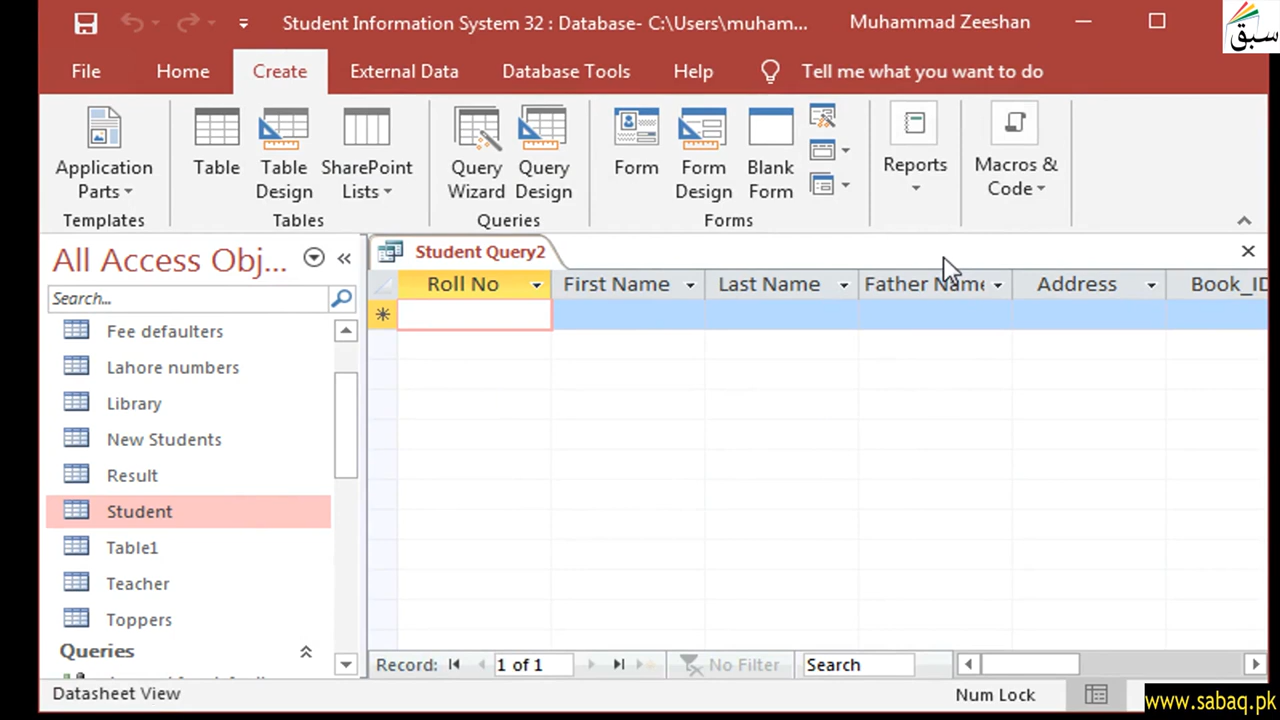 Student Information System 32 : Database- C:\Users\muham...
Muhammad Zeeshan
سبق
File Home Create External Data Database Tools Help Tell me what you want to do
Application Parts
Table
Table Design
SharePoint Lists
Query Wizard
Query Design
Form
Form Design
Blank Form
Reports
Macros & Code
Templates Tables Queries Forms
All Access Obj...
Search...
Fee defaulters
Lahore numbers
Library
New Students
Result
Student
Table1
Teacher
Toppers
Queries
Student Query2
Roll No First Name Last Name Father Name Address Book_ID
Record: 1 of 1 No Filter Search
Datasheet View
Num Lock
www.sabaq.pk